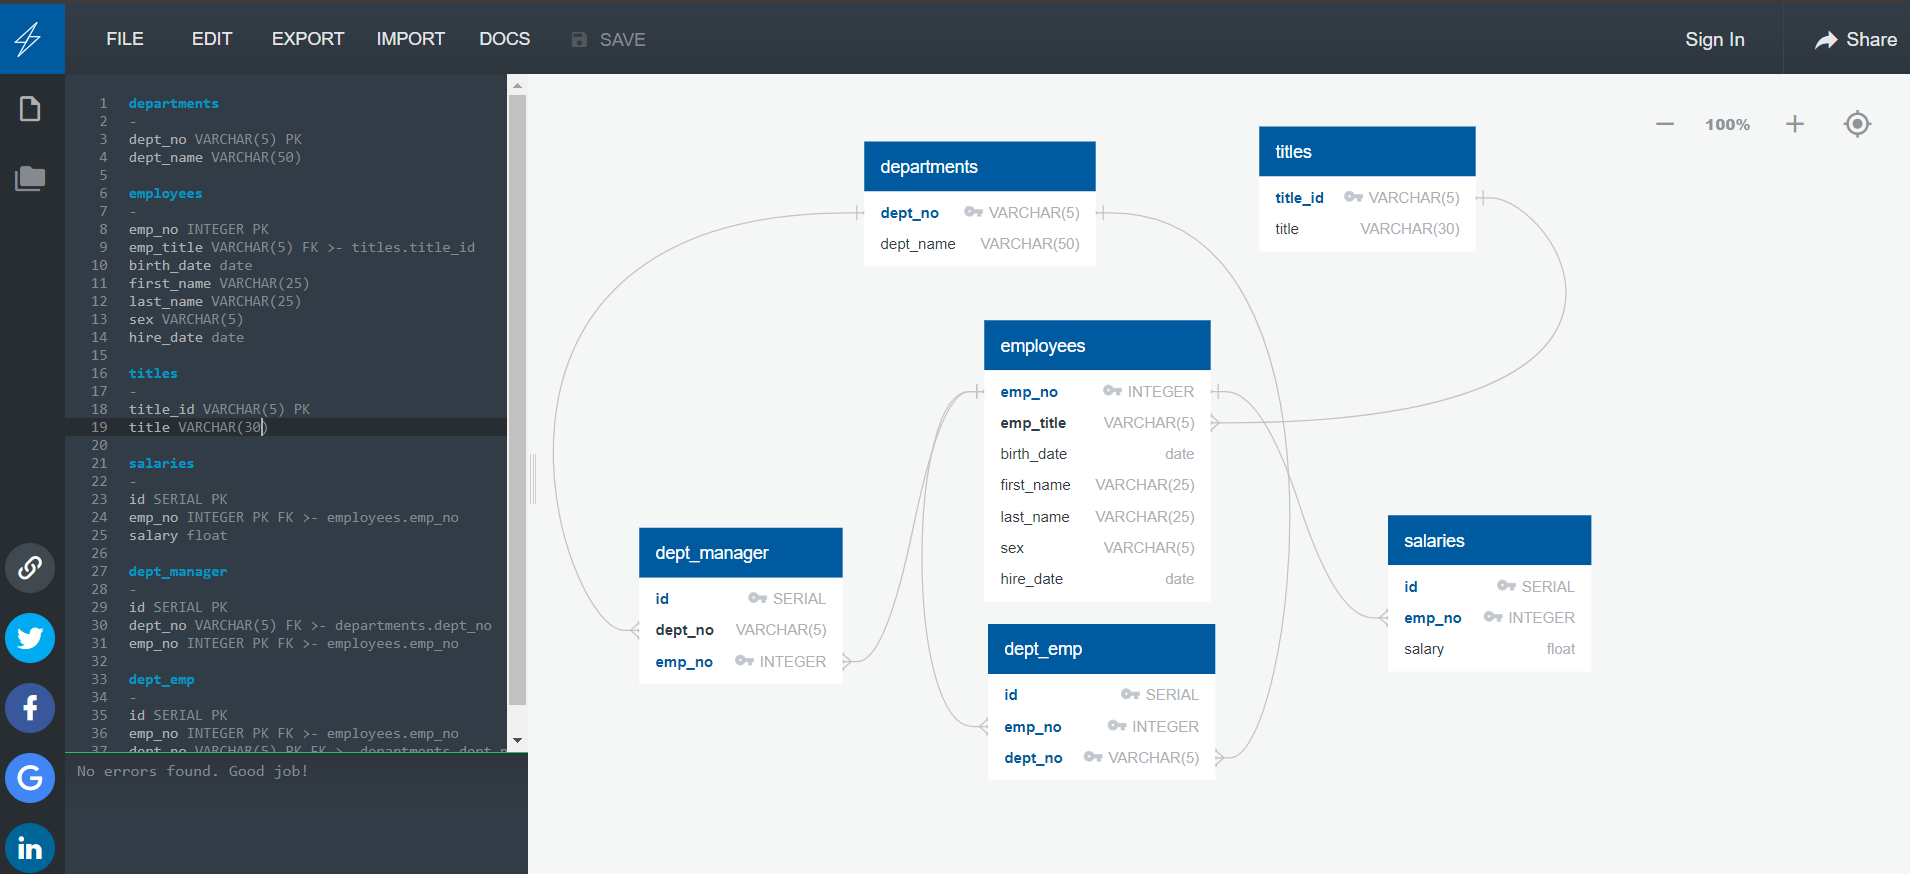 FILE EDIT EXPORT IMPORT DOCS SAVE Sign In Share
1 departments
2 -
3 dept_no VARCHAR(5) PK
4 dept_name VARCHAR(50)
5
6 employees
7 -
8 emp_no INTEGER PK
9 emp_title VARCHAR(5) FK >- titles.title_id
10 birth_date date
11 first_name VARCHAR(25)
12 last_name VARCHAR(25)
13 sex VARCHAR(5)
14 hire_date date
15
16 titles
17 -
18 title_id VARCHAR(5) PK
19 title VARCHAR(30)
20
21 salaries
22 -
23 id SERIAL PK
24 emp_no INTEGER PK FK >- employees.emp_no
25 salary float
26
27 dept_manager
28 -
29 id SERIAL PK
30 dept_no VARCHAR(5) FK >- departments.dept_no
31 emp_no INTEGER PK FK >- employees.emp_no
32
33 dept_emp
34 -
35 id SERIAL PK
36 emp_no INTEGER PK FK >- employees.emp_no
37 dept_no VARCHAR(5) PK FK >- departments.dept_n
No errors found. Good job!
100%
departments
dept_no VARCHAR(5)
dept_name VARCHAR(50)
titles
title_id VARCHAR(5)
title VARCHAR(30)
employees
emp_no INTEGER
emp_title VARCHAR(5)
birth_date date
first_name VARCHAR(25)
last_name VARCHAR(25)
sex VARCHAR(5)
hire_date date
dept_manager
id SERIAL
dept_no VARCHAR(5)
emp_no INTEGER
salaries
id SERIAL
emp_no INTEGER
salary float
dept_emp
id SERIAL
emp_no INTEGER
dept_no VARCHAR(5)
f
G
in